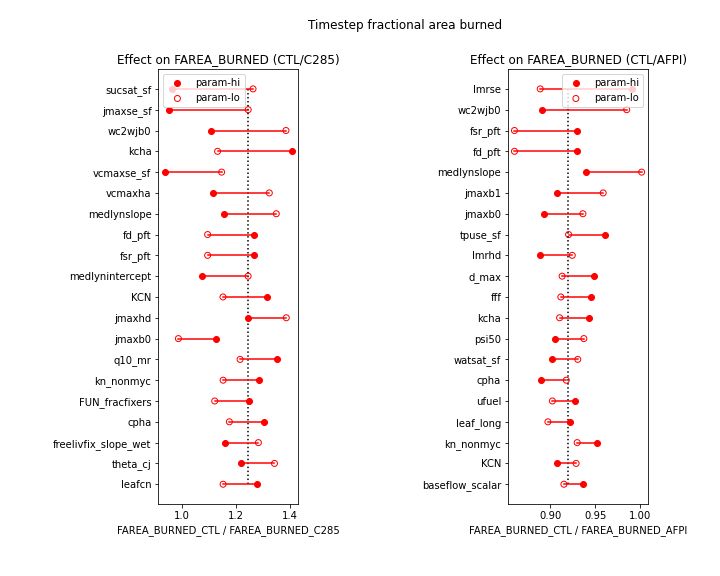 Timestep fractional area burned
Effect on FAREA_BURNED (CTL/C285)
param-hi
param-lo
sucsat_sf
jmaxse_sf
wc2wjb0
kcha
vcmaxse_sf
vcmaxha
medlynslope
fd_pft
fsr_pft
medlynintercept
KCN
jmaxhd
jmaxb0
q10_mr
kn_nonmyc
FUN_fracfixers
cpha
freelivfix_slope_wet
theta_cj
leafcn
1.0 1.2 1.4
FAREA_BURNED_CTL / FAREA_BURNED_C285
Effect on FAREA_BURNED (CTL/AFPI)
param-hi
param-lo
lmrse
wc2wjb0
fsr_pft
fd_pft
medlynslope
jmaxb1
jmaxb0
tpuse_sf
lmrhd
d_max
fff
kcha
psi50
watsat_sf
cpha
ufuel
leaf_long
kn_nonmyc
KCN
baseflow_scalar
0.90 0.95 1.00
FAREA_BURNED_CTL / FAREA_BURNED_AFPI